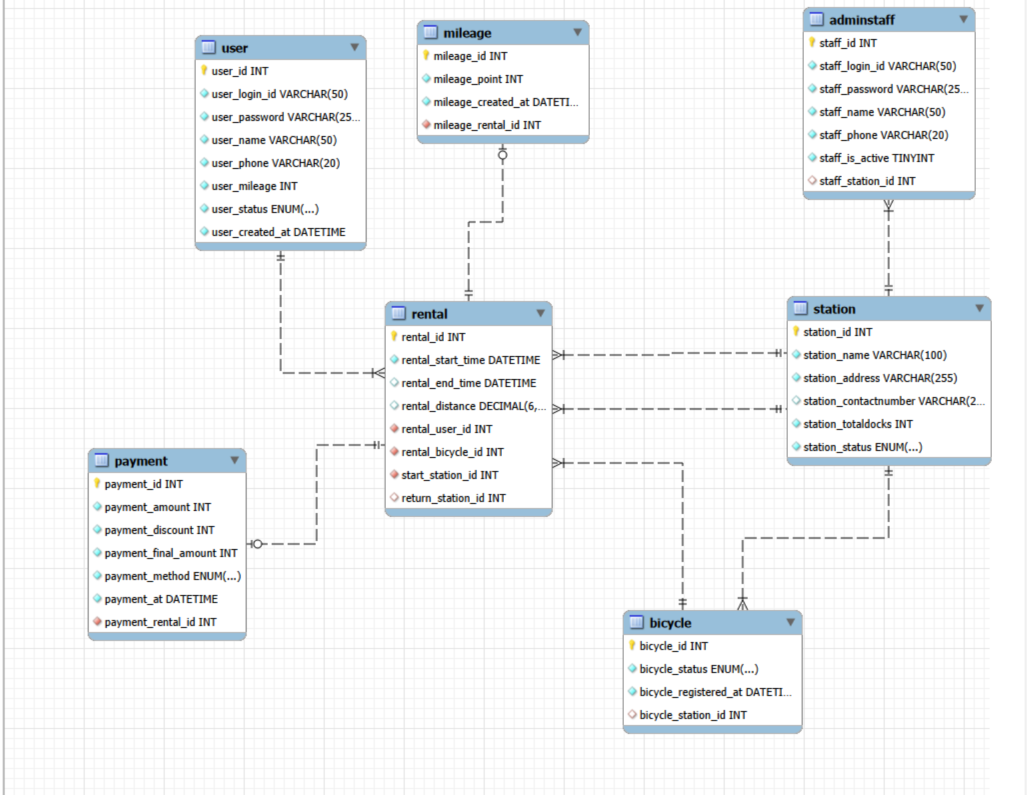 user
user_id INT
user_login_id VARCHAR(50)
user_password VARCHAR(25...
user_name VARCHAR(50)
user_phone VARCHAR(20)
user_mileage INT
user_status ENUM(...)
user_created_at DATETIME
mileage
mileage_id INT
mileage_point INT
mileage_created_at DATETI...
mileage_rental_id INT
adminstaff
staff_id INT
staff_login_id VARCHAR(50)
staff_password VARCHAR(25...
staff_name VARCHAR(50)
staff_phone VARCHAR(20)
staff_is_active TINYINT
staff_station_id INT
rental
rental_id INT
rental_start_time DATETIME
rental_end_time DATETIME
rental_distance DECIMAL(6,...
rental_user_id INT
rental_bicycle_id INT
start_station_id INT
return_station_id INT
station
station_id INT
station_name VARCHAR(100)
station_address VARCHAR(255)
station_contactnumber VARCHAR(2...
station_totaldocks INT
station_status ENUM(...)
payment
payment_id INT
payment_amount INT
payment_discount INT
payment_final_amount INT
payment_method ENUM(...)
payment_at DATETIME
payment_rental_id INT
bicycle
bicycle_id INT
bicycle_status ENUM(...)
bicycle_registered_at DATETI...
bicycle_station_id INT